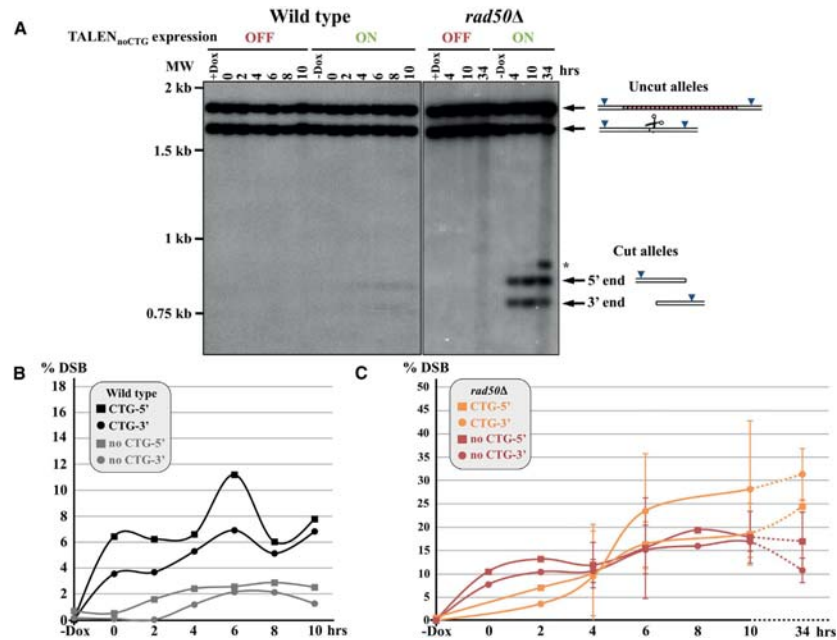 A
Wild type rad50Δ
TALENnoCTG expression OFF ON OFF ON
MW +Dox 0 2 4 6 8 10 -Dox 0 2 4 6 8 10 +Dox 4 10 34 -Dox 4 10 34 hrs
2 kb
Uncut alleles
1.5 kb
1 kb
Cut alleles
*
5' end
3' end
0.75 kb
B
% DSB
18
16
14
12
10
8
6
4
2
0
Wild type
CTG-5'
CTG-3'
no CTG-5'
no CTG-3'
-Dox 0 2 4 6 8 10 hrs
C
% DSB
50
45
40
35
30
25
20
15
10
5
0
rad50Δ
CTG-5'
CTG-3'
no CTG-5'
no CTG-3'
-Dox 0 2 4 6 8 10 34 hrs